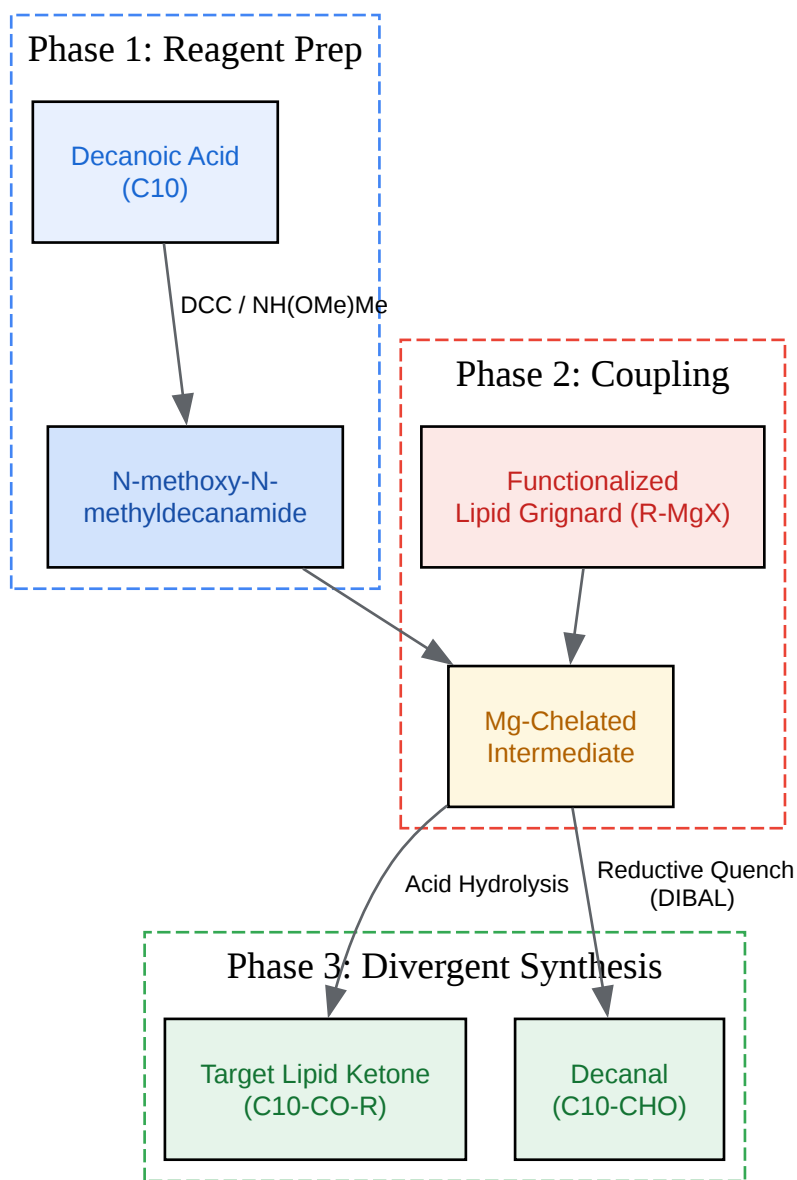 Phase 1: Reagent Prep
Decanoic Acid
(C10)
DCC / NH(OMe)Me
N-methoxy-N-
methyldecanamide
Phase 2: Coupling
Functionalized
Lipid Grignard (R-MgX)
Mg-Chelated
Intermediate
Acid Hydrolysis
Reductive Quench
(DIBAL)
Phase 3: Divergent Synthesis
Target Lipid Ketone
(C10-CO-R)
Decanal
(C10-CHO)